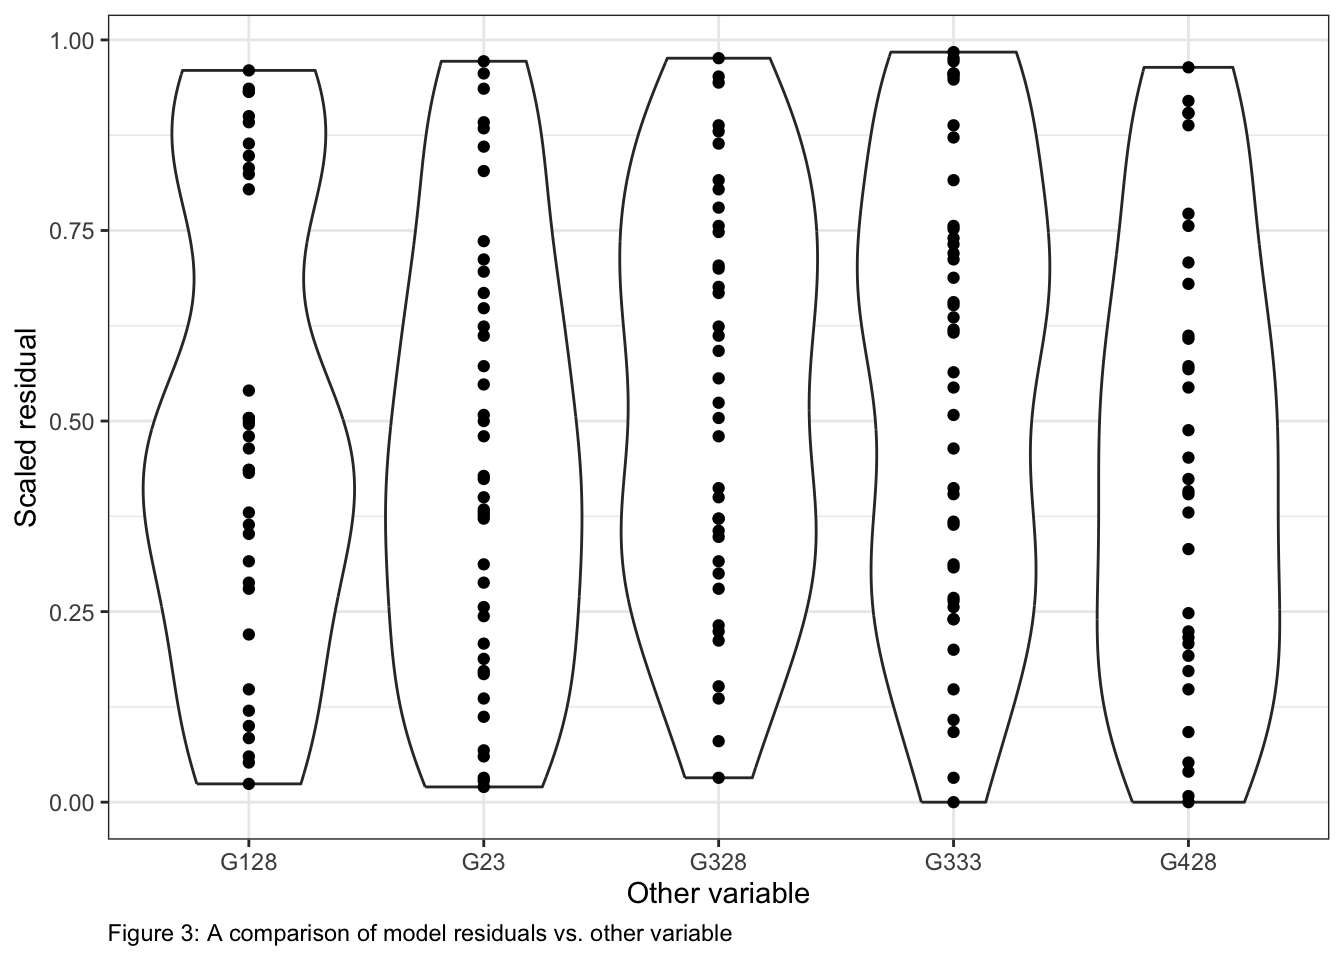 1.00
0.75
0.50
0.25
0.00
Scaled residual
G128 G23 G328 G333 G428
Other variable
Figure 3: A comparison of model residuals vs. other variable